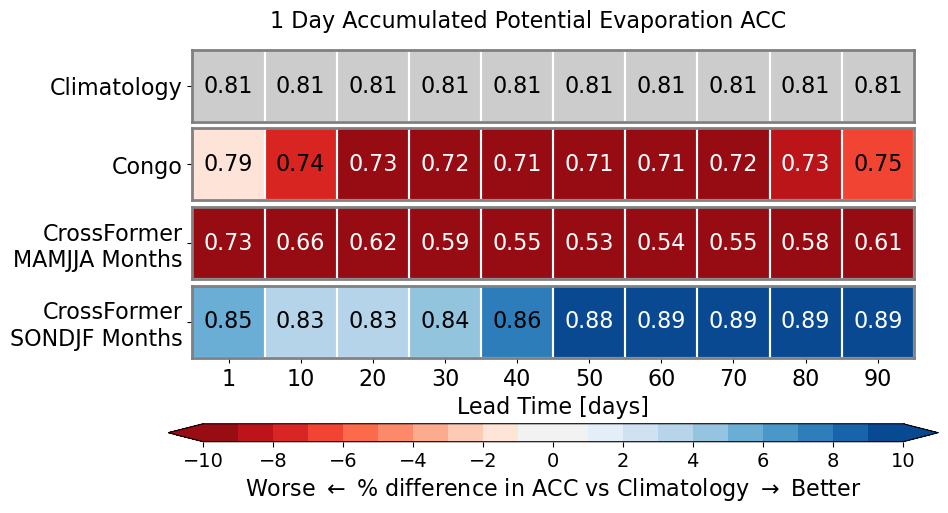 1 Day Accumulated Potential Evaporation ACC
Climatology 0.81 0.81 0.81 0.81 0.81 0.81 0.81 0.81 0.81 0.81
Congo 0.79 0.74 0.73 0.72 0.71 0.71 0.71 0.72 0.73 0.75
CrossFormer
MAMJJA Months
0.73 0.66 0.62 0.59 0.55 0.53 0.54 0.55 0.58 0.61
CrossFormer
SONDJF Months
0.85 0.83 0.83 0.84 0.86 0.88 0.89 0.89 0.89 0.89
1 10 20 30 40 50 60 70 80 90
Lead Time [days]
−10 −8 −6 −4 −2 0 2 4 6 8 10
Worse ← % difference in ACC vs Climatology → Better